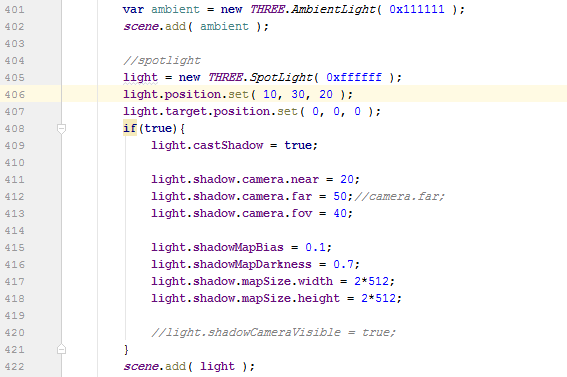 401 var ambient = new THREE.AmbientLight( 0x111111 );
402 scene.add( ambient );
403
404 //spotlight
405 light = new THREE.SpotLight( 0xffffff );
406 light.position.set( 10, 30, 20 );
407 light.target.position.set( 0, 0, 0 );
408 if(true){
409 light.castShadow = true;
410
411 light.shadow.camera.near = 20;
412 light.shadow.camera.far = 50;//camera.far;
413 light.shadow.camera.fov = 40;
414
415 light.shadowMapBias = 0.1;
416 light.shadowMapDarkness = 0.7;
417 light.shadow.mapSize.width = 2*512;
418 light.shadow.mapSize.height = 2*512;
419
420 //light.shadowCameraVisible = true;
421 }
422 scene.add( light );